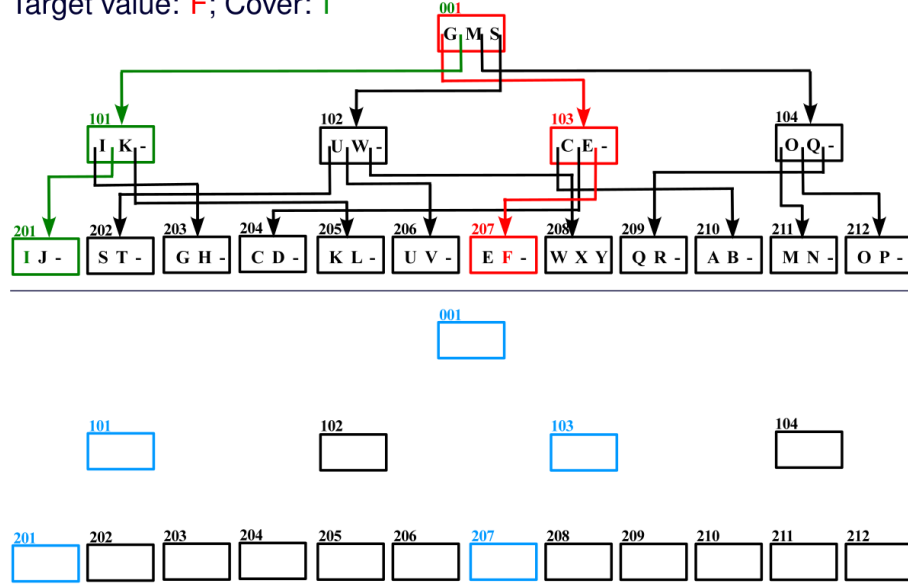 Target value: F; Cover: I
001
G M S
101 102 103 104
I K - U W - C E - O Q -
201 202 203 204 205 206 207 208 209 210 211 212
I J - S T - G H - C D - K L - U V - E F - W X Y Q R - A B - M N - O P -
001
101 102 103 104
201 202 203 204 205 206 207 208 209 210 211 212